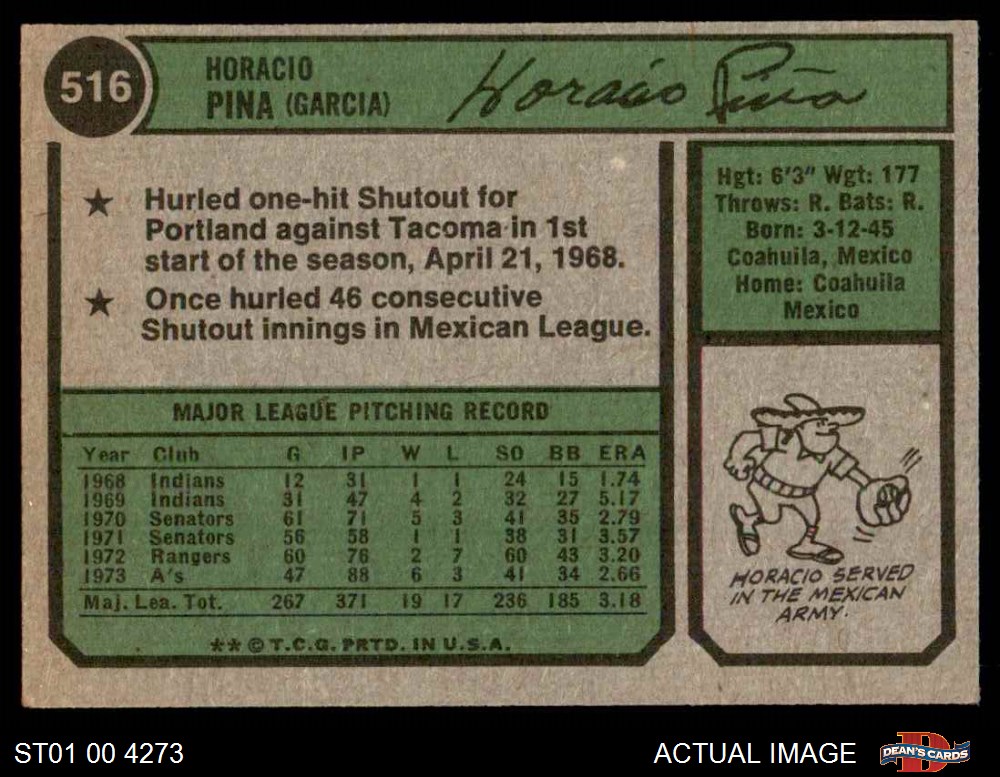 516
HORACIO
PINA (GARCIA)
Horacio Piña
★ Hurled one-hit Shutout for
Portland against Tacoma in 1st
start of the season, April 21, 1968.
★ Once hurled 46 consecutive
Shutout innings in Mexican League.
Hgt: 6'3" Wgt: 177
Throws: R. Bats: R.
Born: 3-12-45
Coahuila, Mexico
Home: Coahuila
Mexico
MAJOR LEAGUE PITCHING RECORD
Year Club G IP W L SO BB ERA
1968 Indians 12 31 1 1 24 15 1.74
1969 Indians 31 47 4 2 32 27 5.17
1970 Senators 61 71 5 3 41 35 2.79
1971 Senators 56 58 1 1 38 31 3.57
1972 Rangers 60 76 2 7 60 43 3.20
1973 A's 47 88 6 3 41 34 2.66
Maj. Lea. Tot. 267 371 19 17 236 185 3.18
** © T.C.G. PRTD. IN U.S.A.
HORACIO SERVED
IN THE MEXICAN
ARMY.
ST01 00 4273
ACTUAL IMAGE
D
DEAN'S CARDS